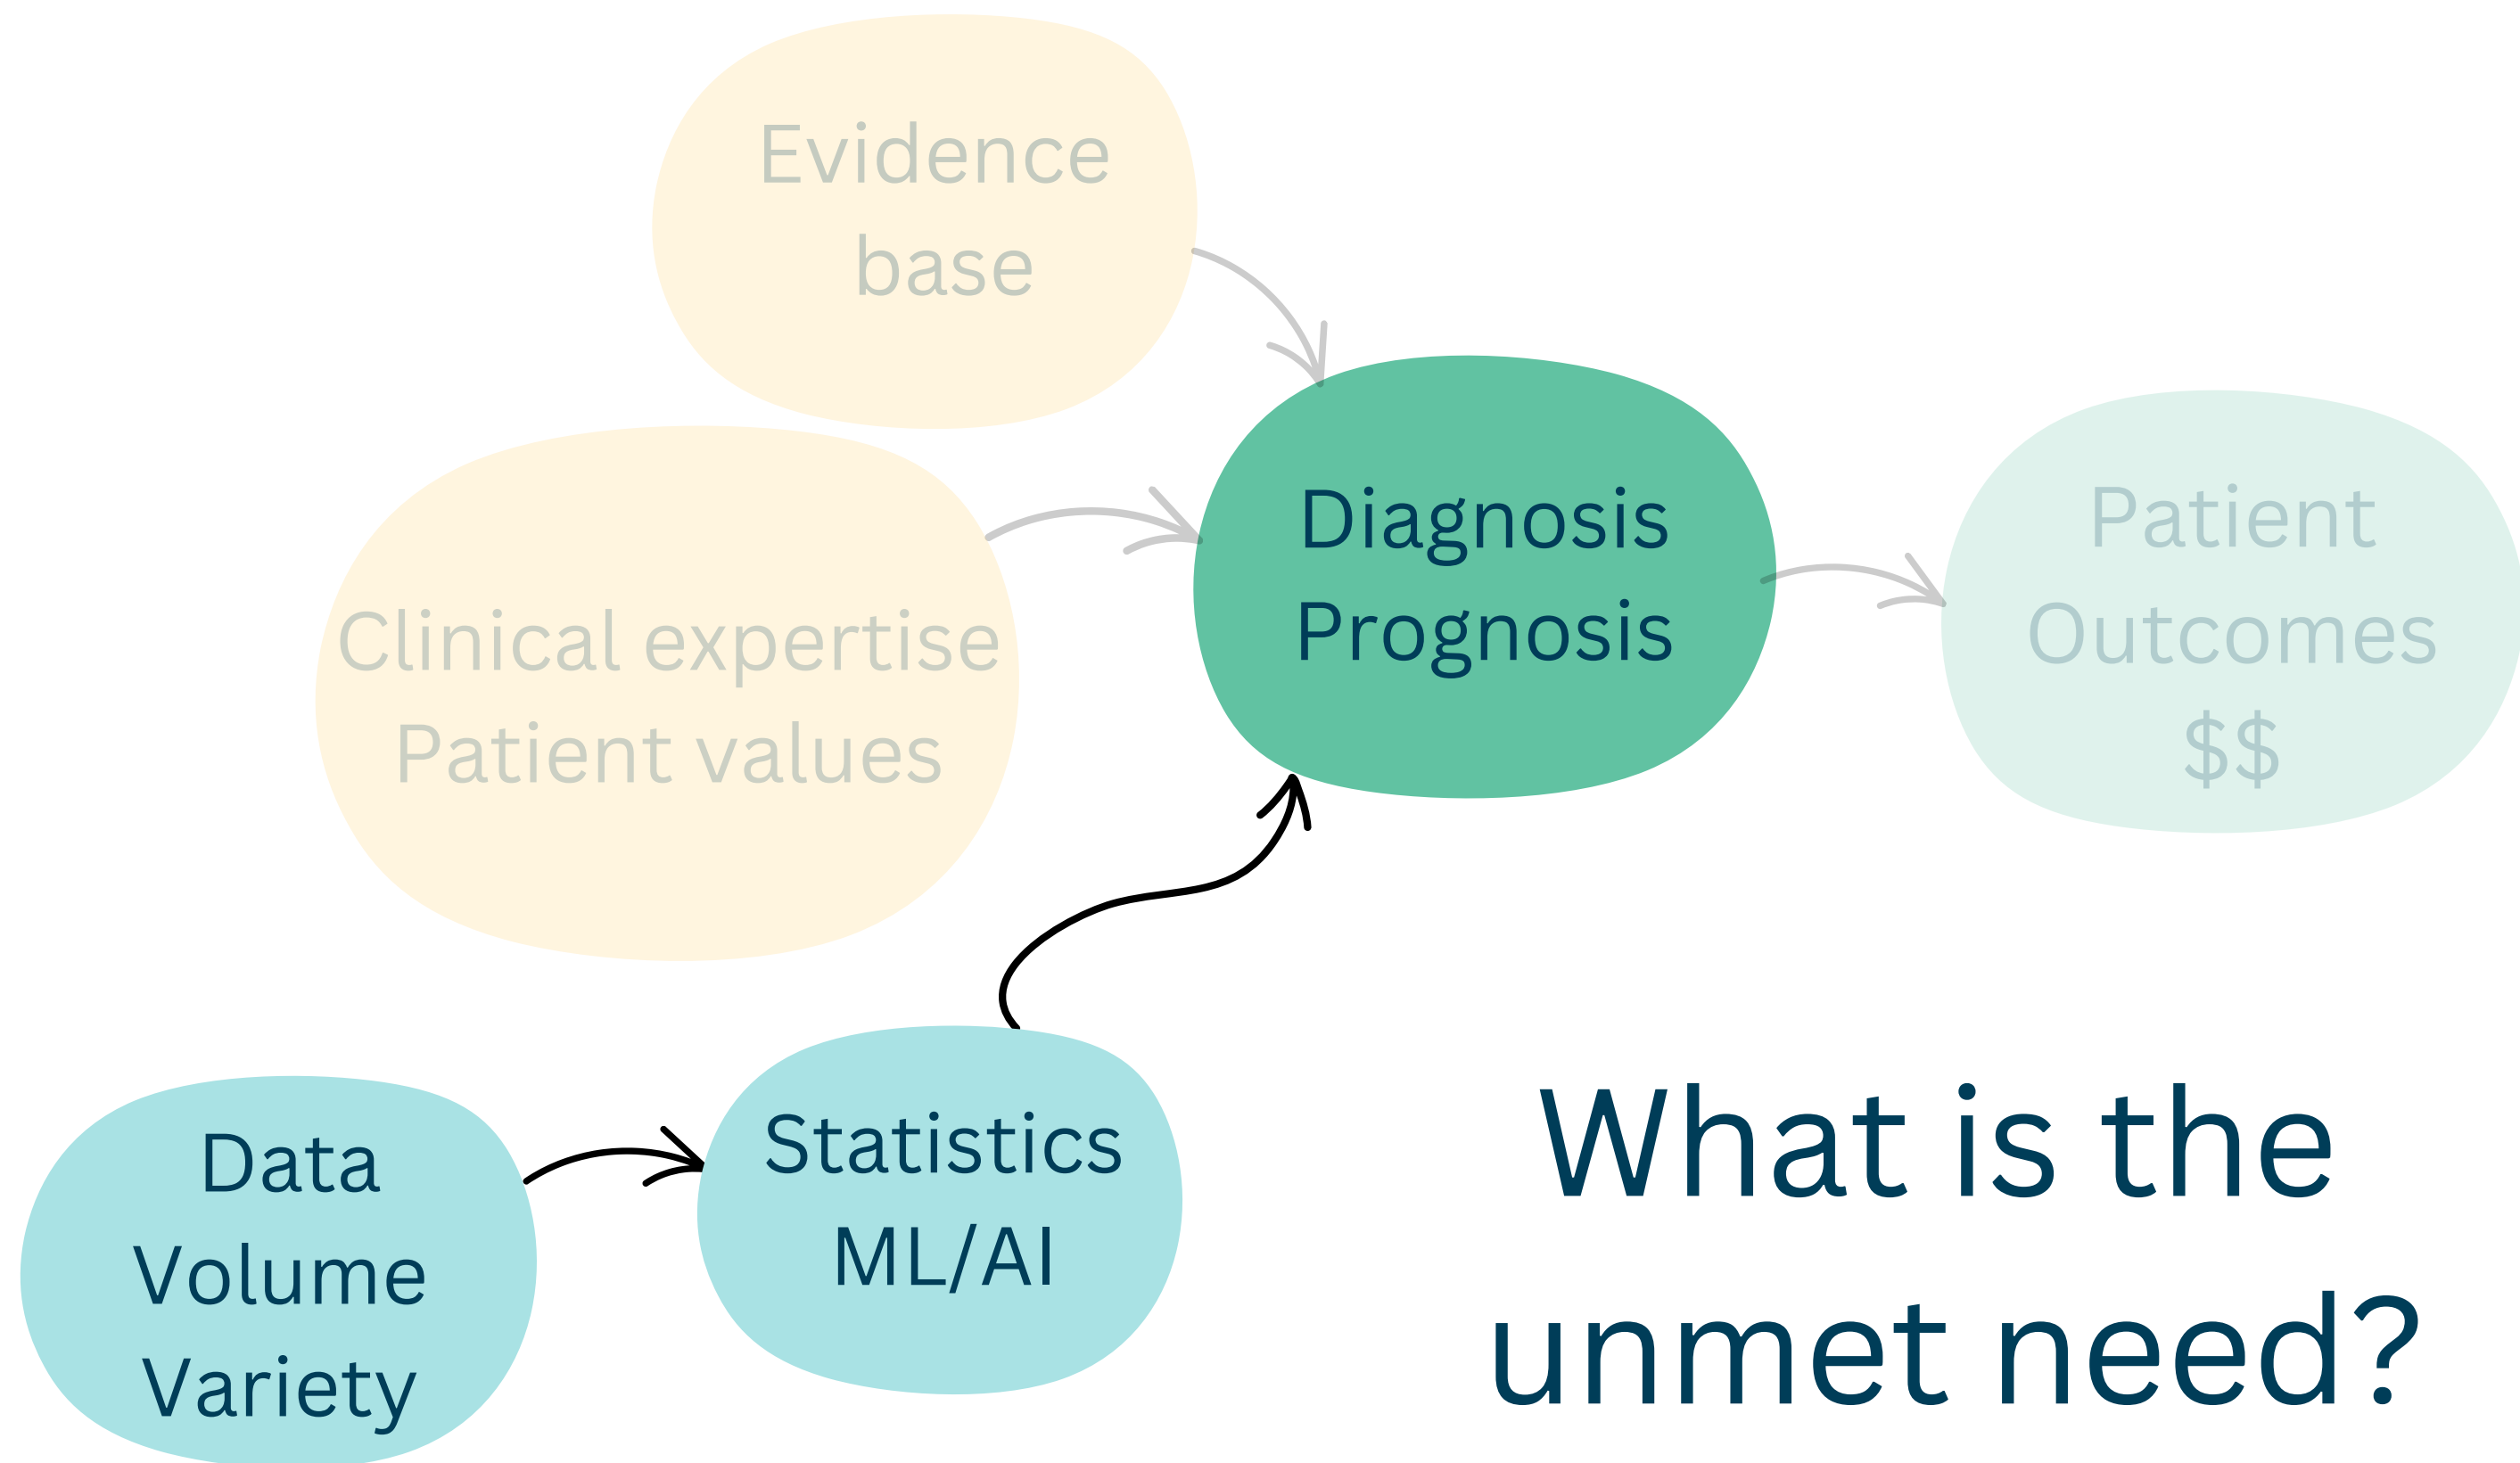 Evidence
base
Clinical expertise
Patient values
Diagnosis
Prognosis
Patient
Outcomes
$$
Data
Volume
Variety
Statistics
ML/AI
What is the
unmet need?